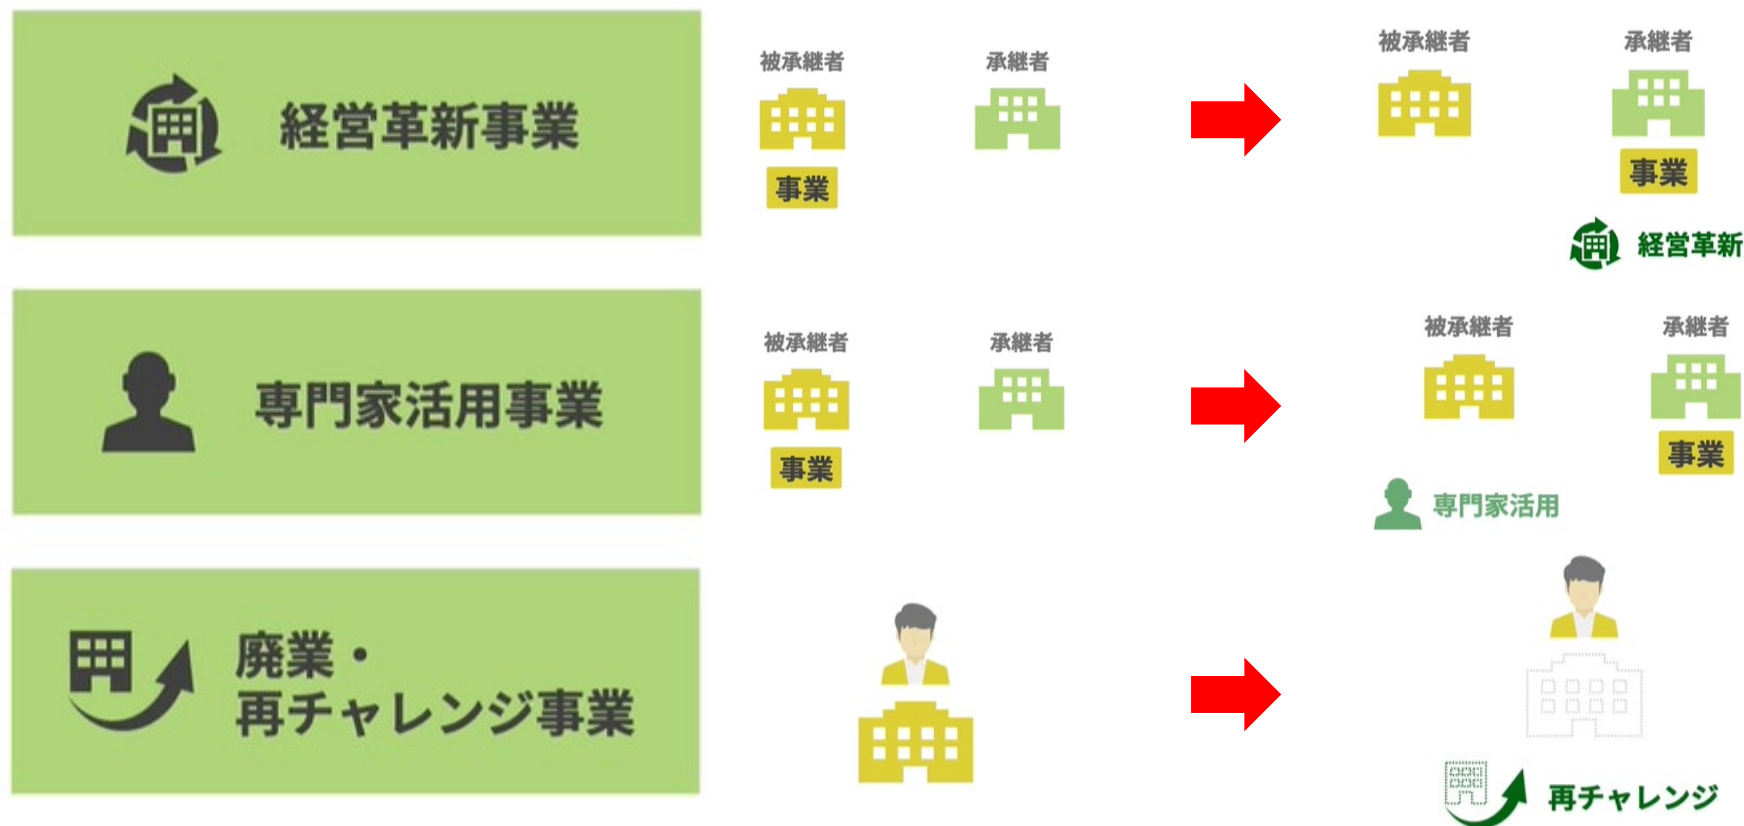 経営革新事業
被承継者
承継者
事業
被承継者
承継者
事業
経営革新
専門家活用事業
被承継者
承継者
事業
被承継者
承継者
事業
専門家活用
廃業・
再チャレンジ事業
再チャレンジ